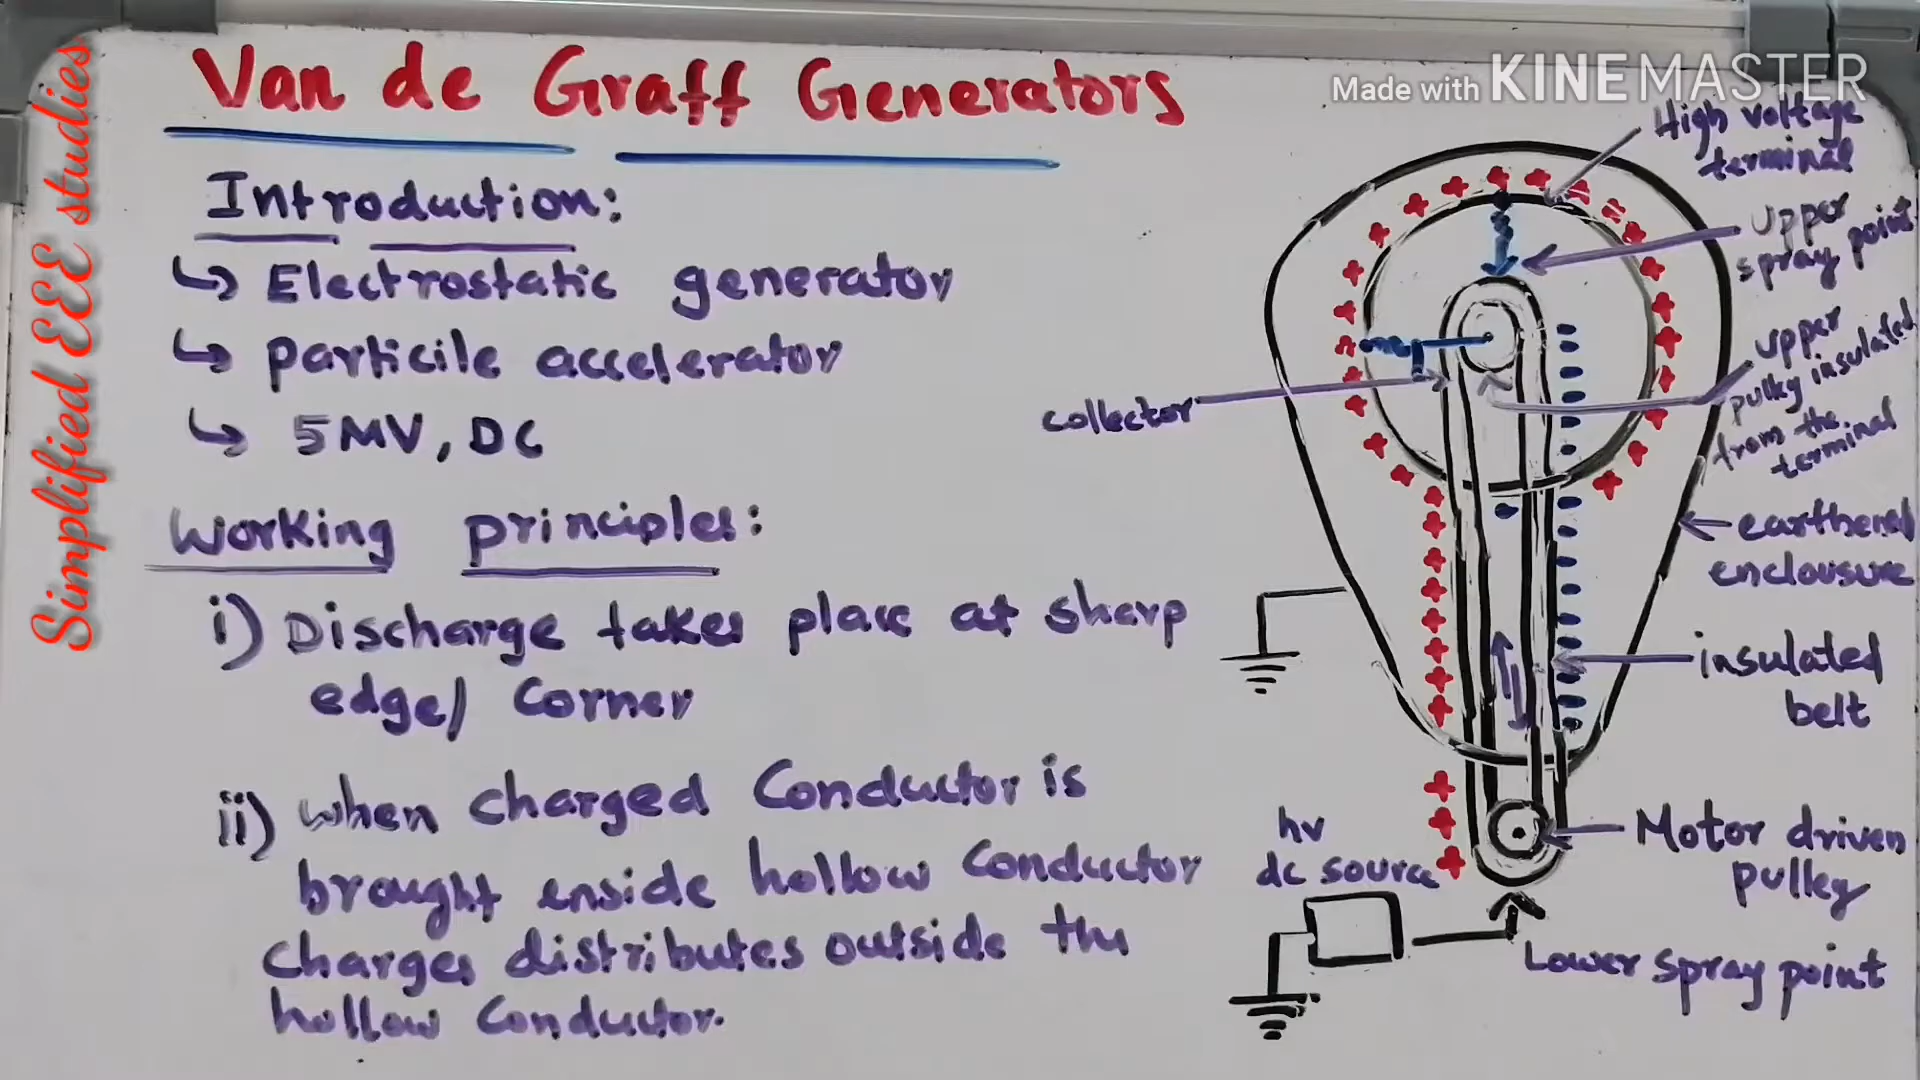 Simplified EEE studies
Van de Graff Generators
Made with KINEMASTER
Introduction:
↳ Electrostatic generator
↳ particile accelerator
↳ 5MV, DC
Working principles:
i) Discharge takes place at sharp
edge/ corner
ii) when charged Conductor is
brought enside hollow conductor
charges distributes outside the
hollow conductor.
High voltage
terminal
upper
spray point
upper
pulky insulated
from the
terminal
collector
earthened
enclousure
insulated
belt
Motor driven
pulley
hv
dc source
Lower spray point